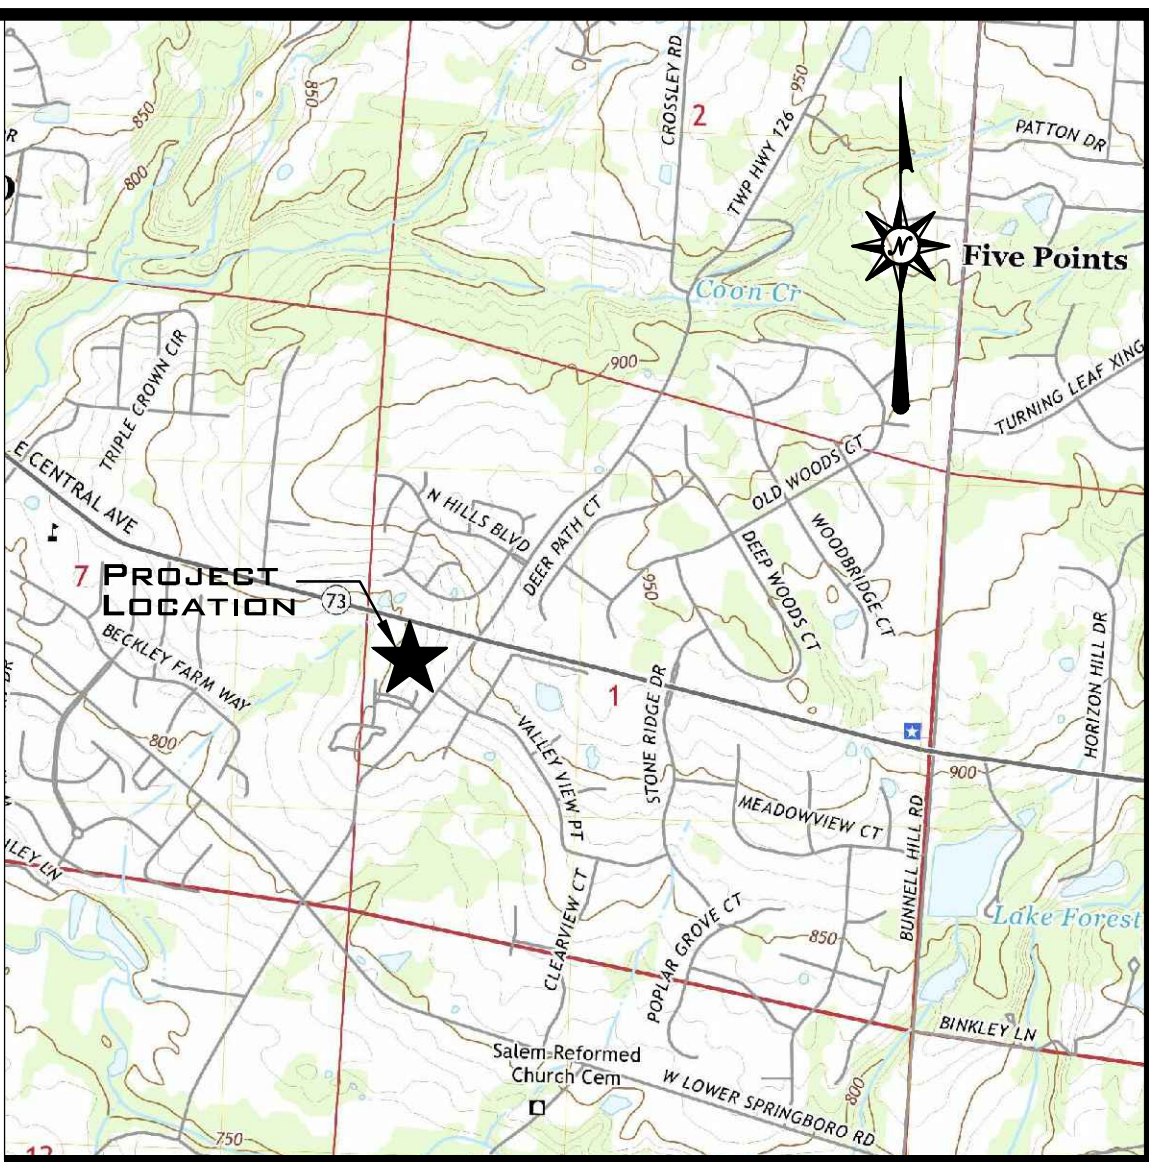 CROSSLEY RD
2
950
850
850
TWP HWY 126
PATTON DR
800
N
Five Points
Coon Cr
900
TRIPLE CROWN CIR
TURNING LEAF XING
E CENTRAL AVE
OLD WOODS CT
N HILLS BLVD
DEER PATH CT
WOODBRIDGE CT
DEEP WOODS CT
950
7
PROJECT
LOCATION
73
BECKLEY FARM WAY
HORIZON HILL DR
1
STONE RIDGE DR
VALLEY VIEW PT
800
900
MEADOWVIEW CT
BUNNELL HILL RD
CLEARVIEW CT
POPLAR GROVE CT
Lake Forest
850
BINKLEY LN
Salem Reformed
Church Cem
W LOWER SPRINGBORO RD
800
750